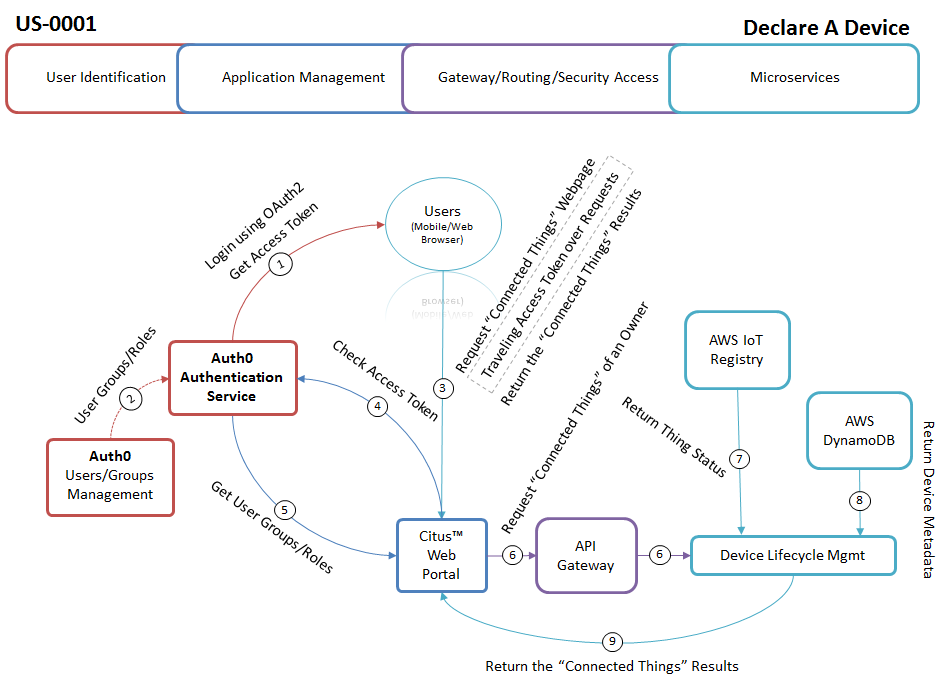 US-0001
Declare A Device
User Identification
Application Management
Gateway/Routing/Security Access
Microservices
Login using OAuth2
Get Access Token
1
Users
(Mobile/Web
Browser)
Browser)
(Mobile/Web
Request “Connected Things” Webpage
Traveling Access Token over Requests
Return the “Connected Things” Results
3
User Groups/Roles
2
Auth0
Authentication
Service
Check Access Token
4
Request “Connected Things” of an Owner
AWS IoT
Registry
Return Thing Status
7
AWS
DynamoDB
8
Return Device Metadata
Auth0
Users/Groups
Management
Get User Groups/Roles
5
Citus™
Web
Portal
6
API
Gateway
6
Device Lifecycle Mgmt
9
Return the “Connected Things” Results